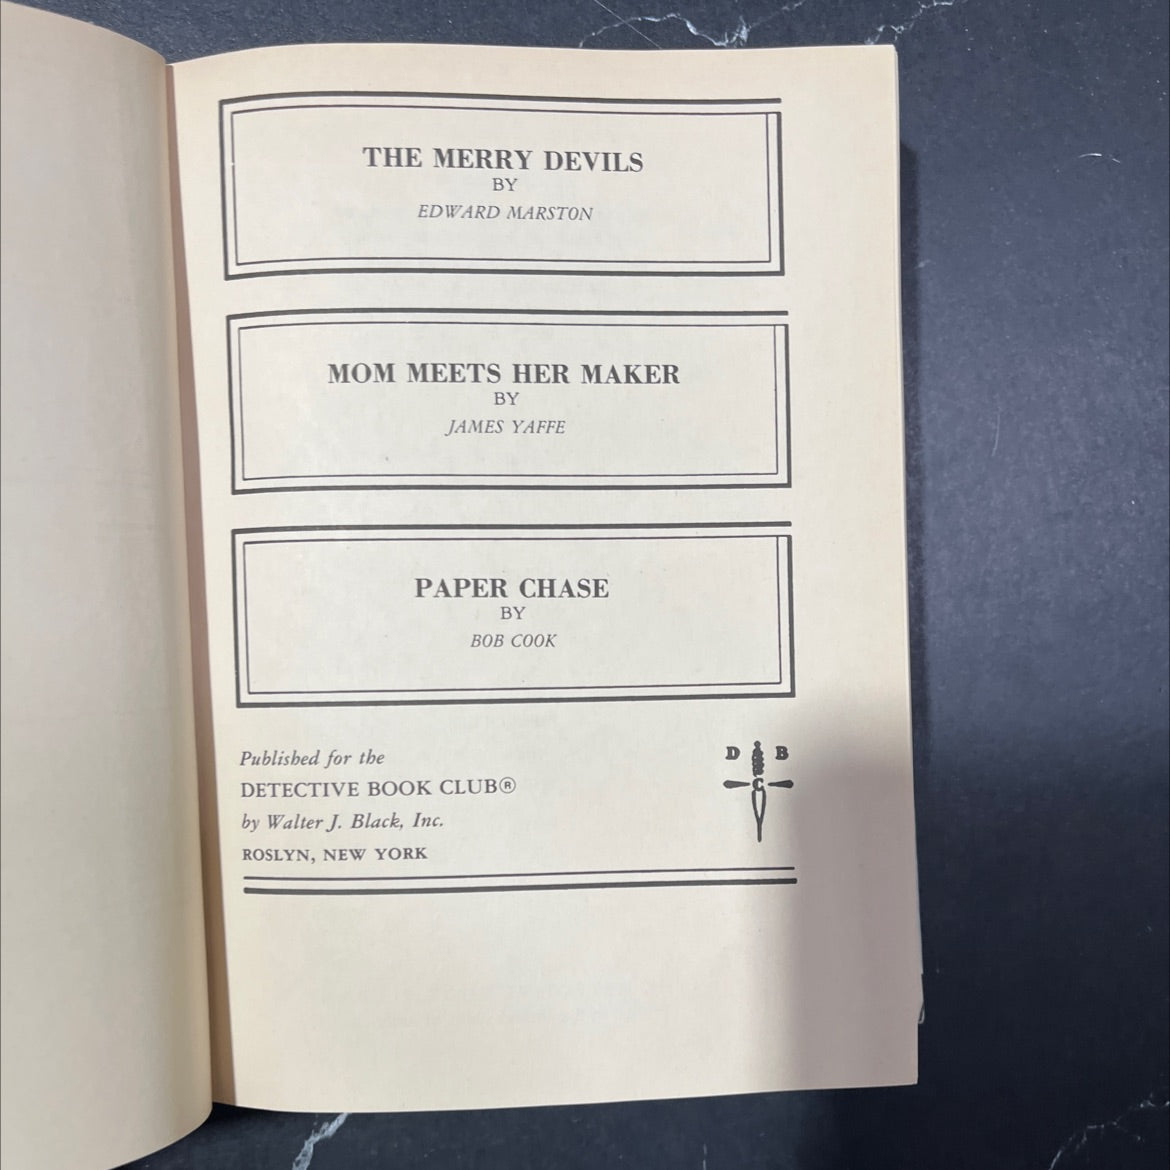 THE MERRY DEVILS
BY
EDWARD MARSTON
MOM MEETS HER MAKER
BY
JAMES YAFFE
PAPER CHASE
BY
BOB COOK
Published for the
DETECTIVE BOOK CLUB®
by Walter J. Black, Inc.
ROSLYN, NEW YORK
D B
C